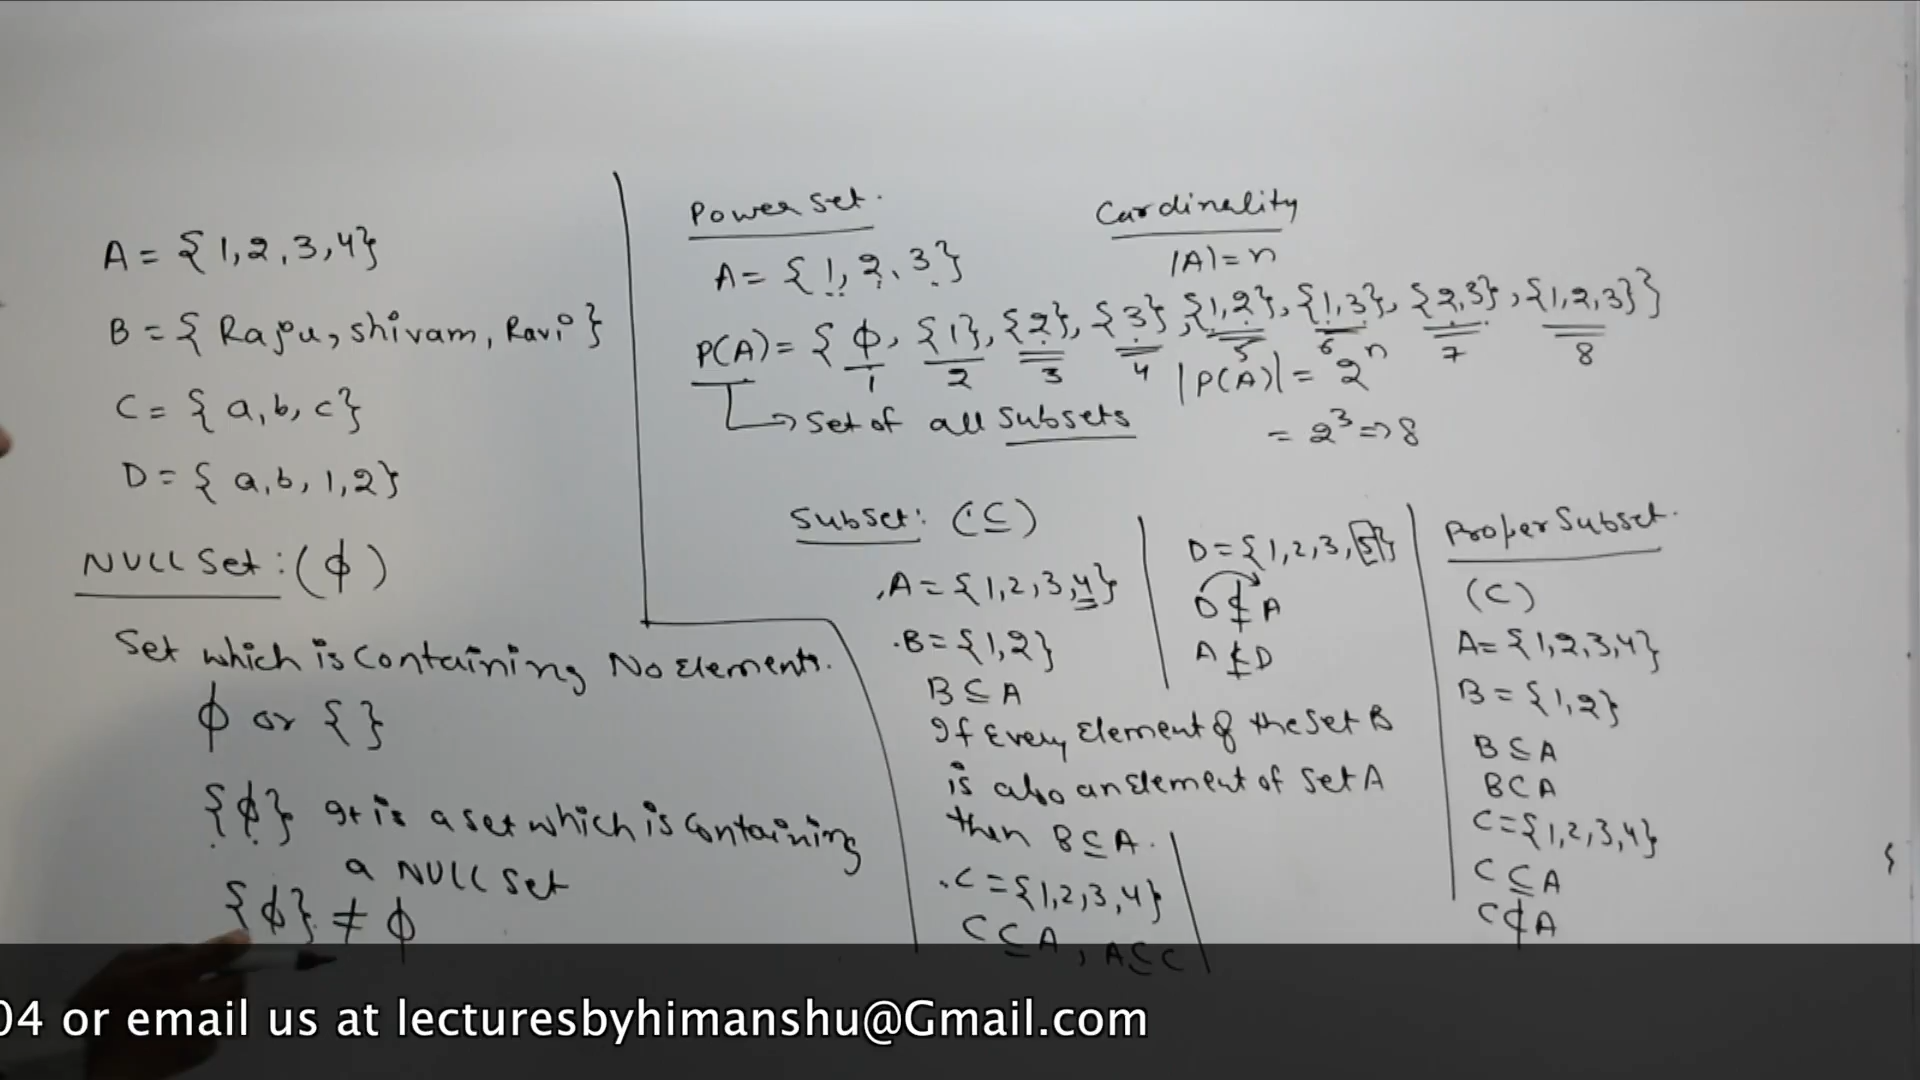 A = {1,2,3,4}
B = {Raju, shivam, Ravi}
C = {a,b,c}
D = {a,b,1,2}
NULL Set : (ϕ)
Set which is containing No Elements.
ϕ or {}
{ϕ} It is a set which is containing
a NULL Set
{ϕ} ≠ ϕ
Power Set.
A = {1,2,3}
Cardinality
|A| = n
P(A) = {ϕ, {1}, {2}, {3}, {1,2}, {1,3}, {2,3}, {1,2,3}}
1 2 3 4 5 6 7 8
→ Set of all Subsets
|P(A)| = 2ⁿ
= 2³ ⇒ 8
Subset : (⊆)
A = {1,2,3,4}
B = {1,2}
B ⊆ A
If Every Element of the Set B
is also an Element of Set A
then B ⊆ A.
C = {1,2,3,4}
C ⊆ A, A ⊆ C
D = {1,2,3,5}
D ⊄ A
A ⊈ D
Proper Subset.
(⊂)
A = {1,2,3,4}
B = {1,2}
B ⊆ A
B ⊂ A
C = {1,2,3,4}
C ⊆ A
C ⊄ A
04 or email us at lecturesbyhimanshu@Gmail.com